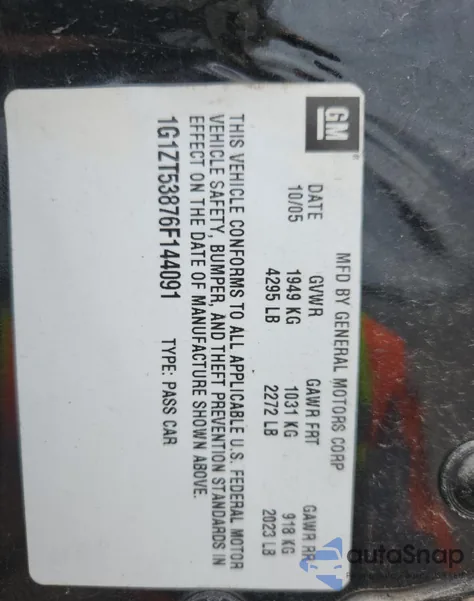 GM
MFD BY GENERAL MOTORS CORP
DATE GVWR GAWR FRT GAWR RR
10/05 1949 KG 1031 KG 918 KG
4295 LB 2272 LB 2023 LB
THIS VEHICLE CONFORMS TO ALL APPLICABLE U.S. FEDERAL MOTOR
VEHICLE SAFETY, BUMPER, AND THEFT PREVENTION STANDARDS IN
EFFECT ON THE DATE OF MANUFACTURE SHOWN ABOVE.
1G1ZT53876F144091 TYPE: PASS CAR
autoSnap